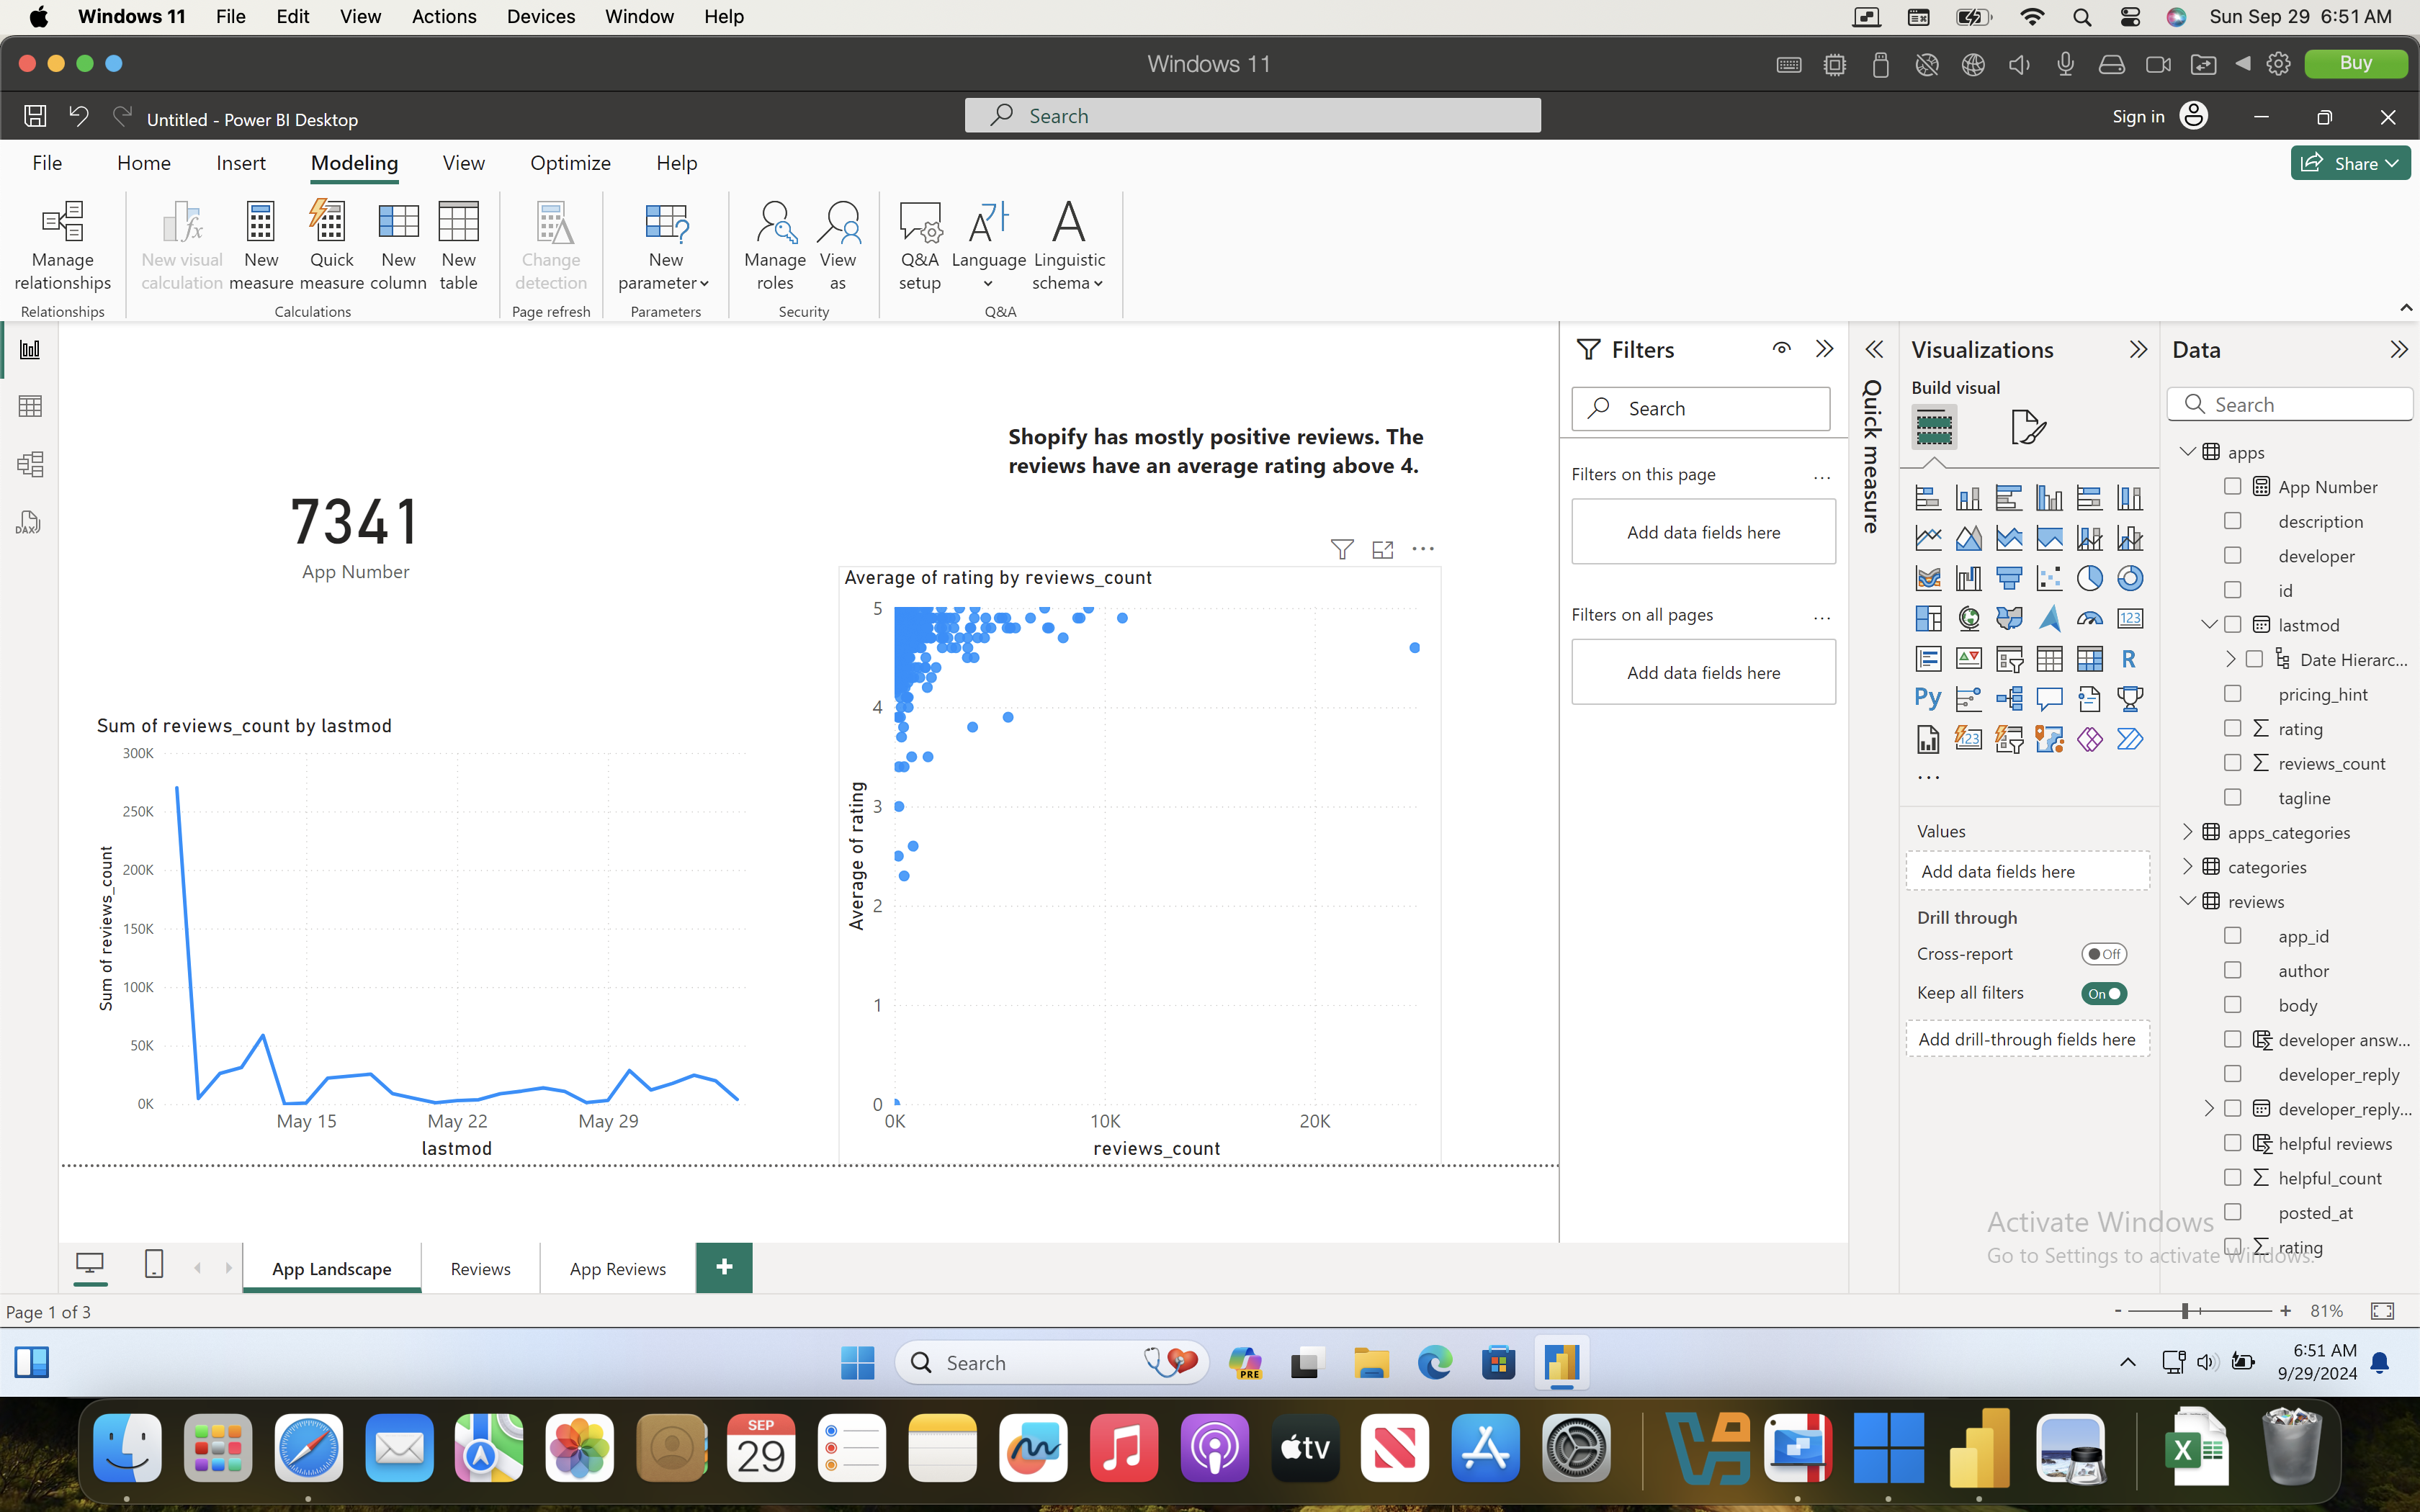 Windows 11 File Edit View Actions Devices Window Help Sun Sep 29 6:51 AM
Windows 11 Buy
Untitled - Power BI Desktop Search Sign in
File Home Insert Modeling View Optimize Help Share
Manage relationships
New visual calculation
New measure
Quick measure
New column
New table
Change detection
New parameter
Manage roles
View as
Q&A setup
Language
Linguistic schema
Relationships Calculations Page refresh Parameters Security Q&A
DAX
Shopify has mostly positive reviews. The
reviews have an average rating above 4.
7341
App Number
Sum of reviews_count by lastmod
Sum of reviews_count
300K
250K
200K
150K
100K
50K
0K
May 15 May 22 May 29
lastmod
Average of rating by reviews_count
Average of rating
5
4
3
2
1
0
0K 10K 20K
reviews_count
Filters
Search
Filters on this page ...
Add data fields here
Filters on all pages ...
Add data fields here
Quick measure
Visualizations
Build visual
123
R
Py
123
...
Values
Add data fields here
Drill through
Cross-report Off
Keep all filters On
Add drill-through fields here
Data
Search
apps
App Number
description
developer
id
lastmod
Date Hierarc...
pricing_hint
rating
reviews_count
tagline
apps_categories
categories
reviews
app_id
author
body
developer answ...
developer_reply
developer_reply...
helpful reviews
helpful_count
posted_at
rating
Activate Windows
Go to Settings to activate Windows.
App Landscape Reviews App Reviews +
Page 1 of 3 - + 81%
Search PRE 6:51 AM
9/29/2024
SEP
29
tv
X